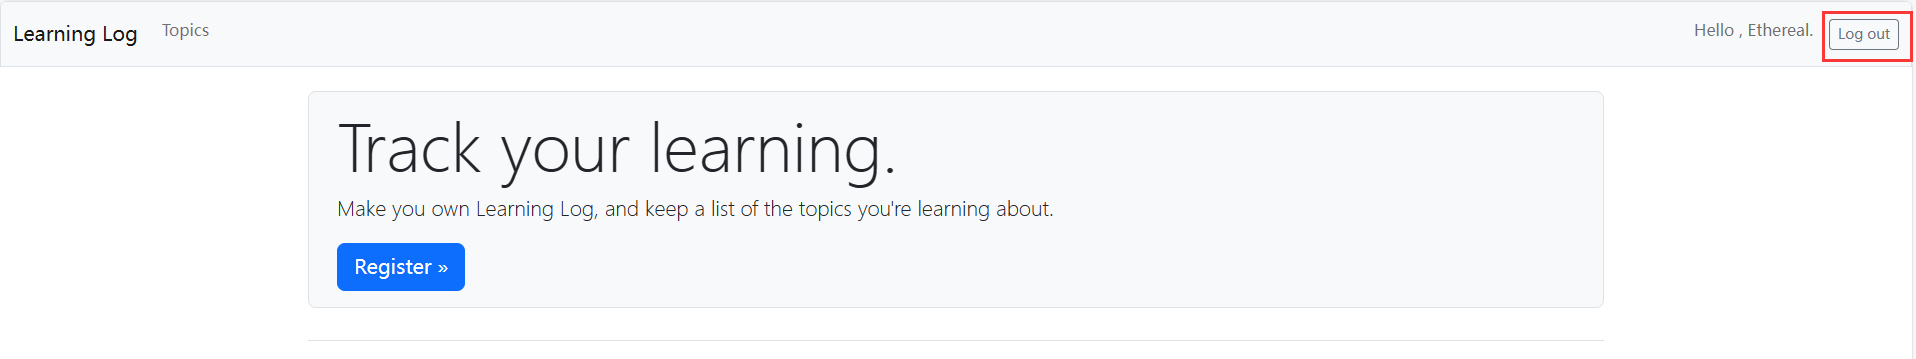 Learning Log Topics Hello , Ethereal. Log out
Track your learning.
Make you own Learning Log, and keep a list of the topics you're learning about.
Register »